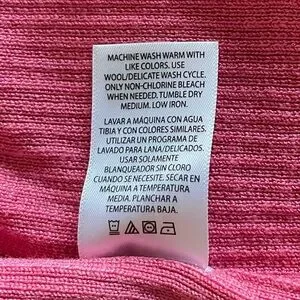 MACHINE WASH WARM WITH
LIKE COLORS. USE
WOOL/DELICATE WASH CYCLE.
ONLY NON-CHLORINE BLEACH
WHEN NEEDED. TUMBLE DRY
MEDIUM. LOW IRON.
LAVAR A MÁQUINA CON AGUA
TIBIA Y CON COLORES SIMILARES.
UTILIZAR UN PROGRAMA DE
LAVADO PARA LANA/DELICADOS.
USAR SOLAMENTE
BLANQUEADOR SIN CLORO
CUANDO SE NECESITE. SECAR EN
MÁQUINA A TEMPERATURA
MEDIA. PLANCHAR A
TEMPERATURA BAJA.